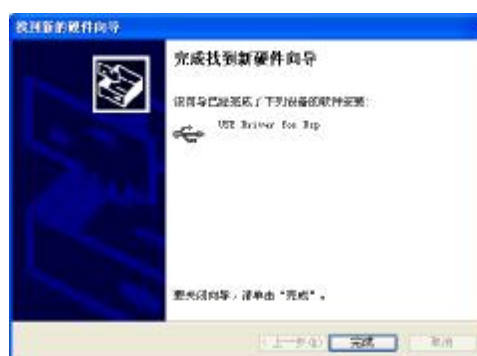 找到新的硬件向导
完成找到新硬件向导
该向导已经完成了下列设备的软件安装:
USB Driver for Dsp
要关闭向导，请单击“完成”。
<上一步(B) 完成 取消